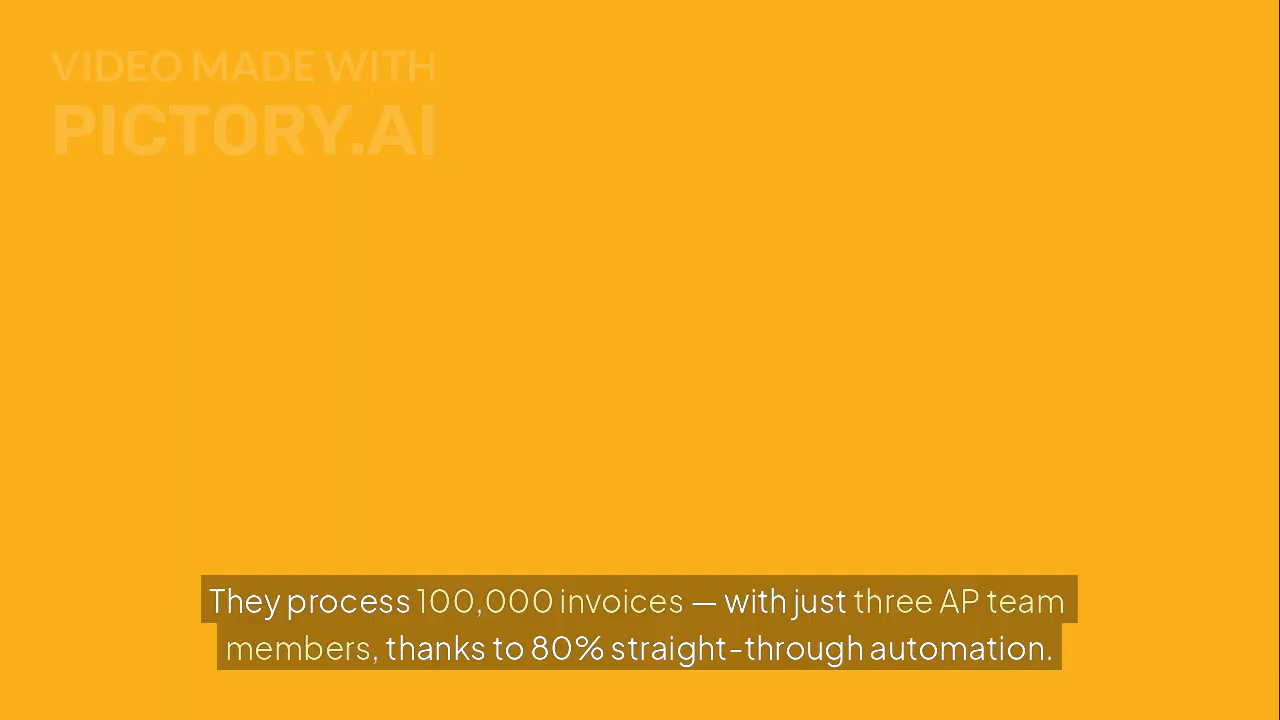 VIDEO MADE WITH
PICTORY.AI
They process 100,000 invoices — with just three AP team
members, thanks to 80% straight-through automation.